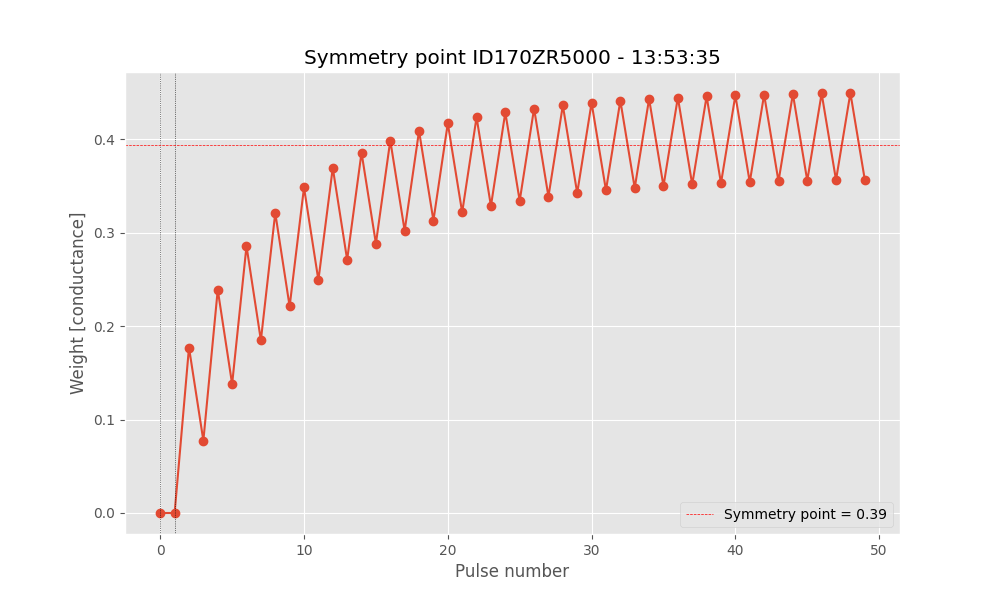 Symmetry point ID170ZR5000 - 13:53:35
Weight [conductance]
0.4
0.3
0.2
0.1
0.0
Symmetry point = 0.39
0 10 20 30 40 50
Pulse number